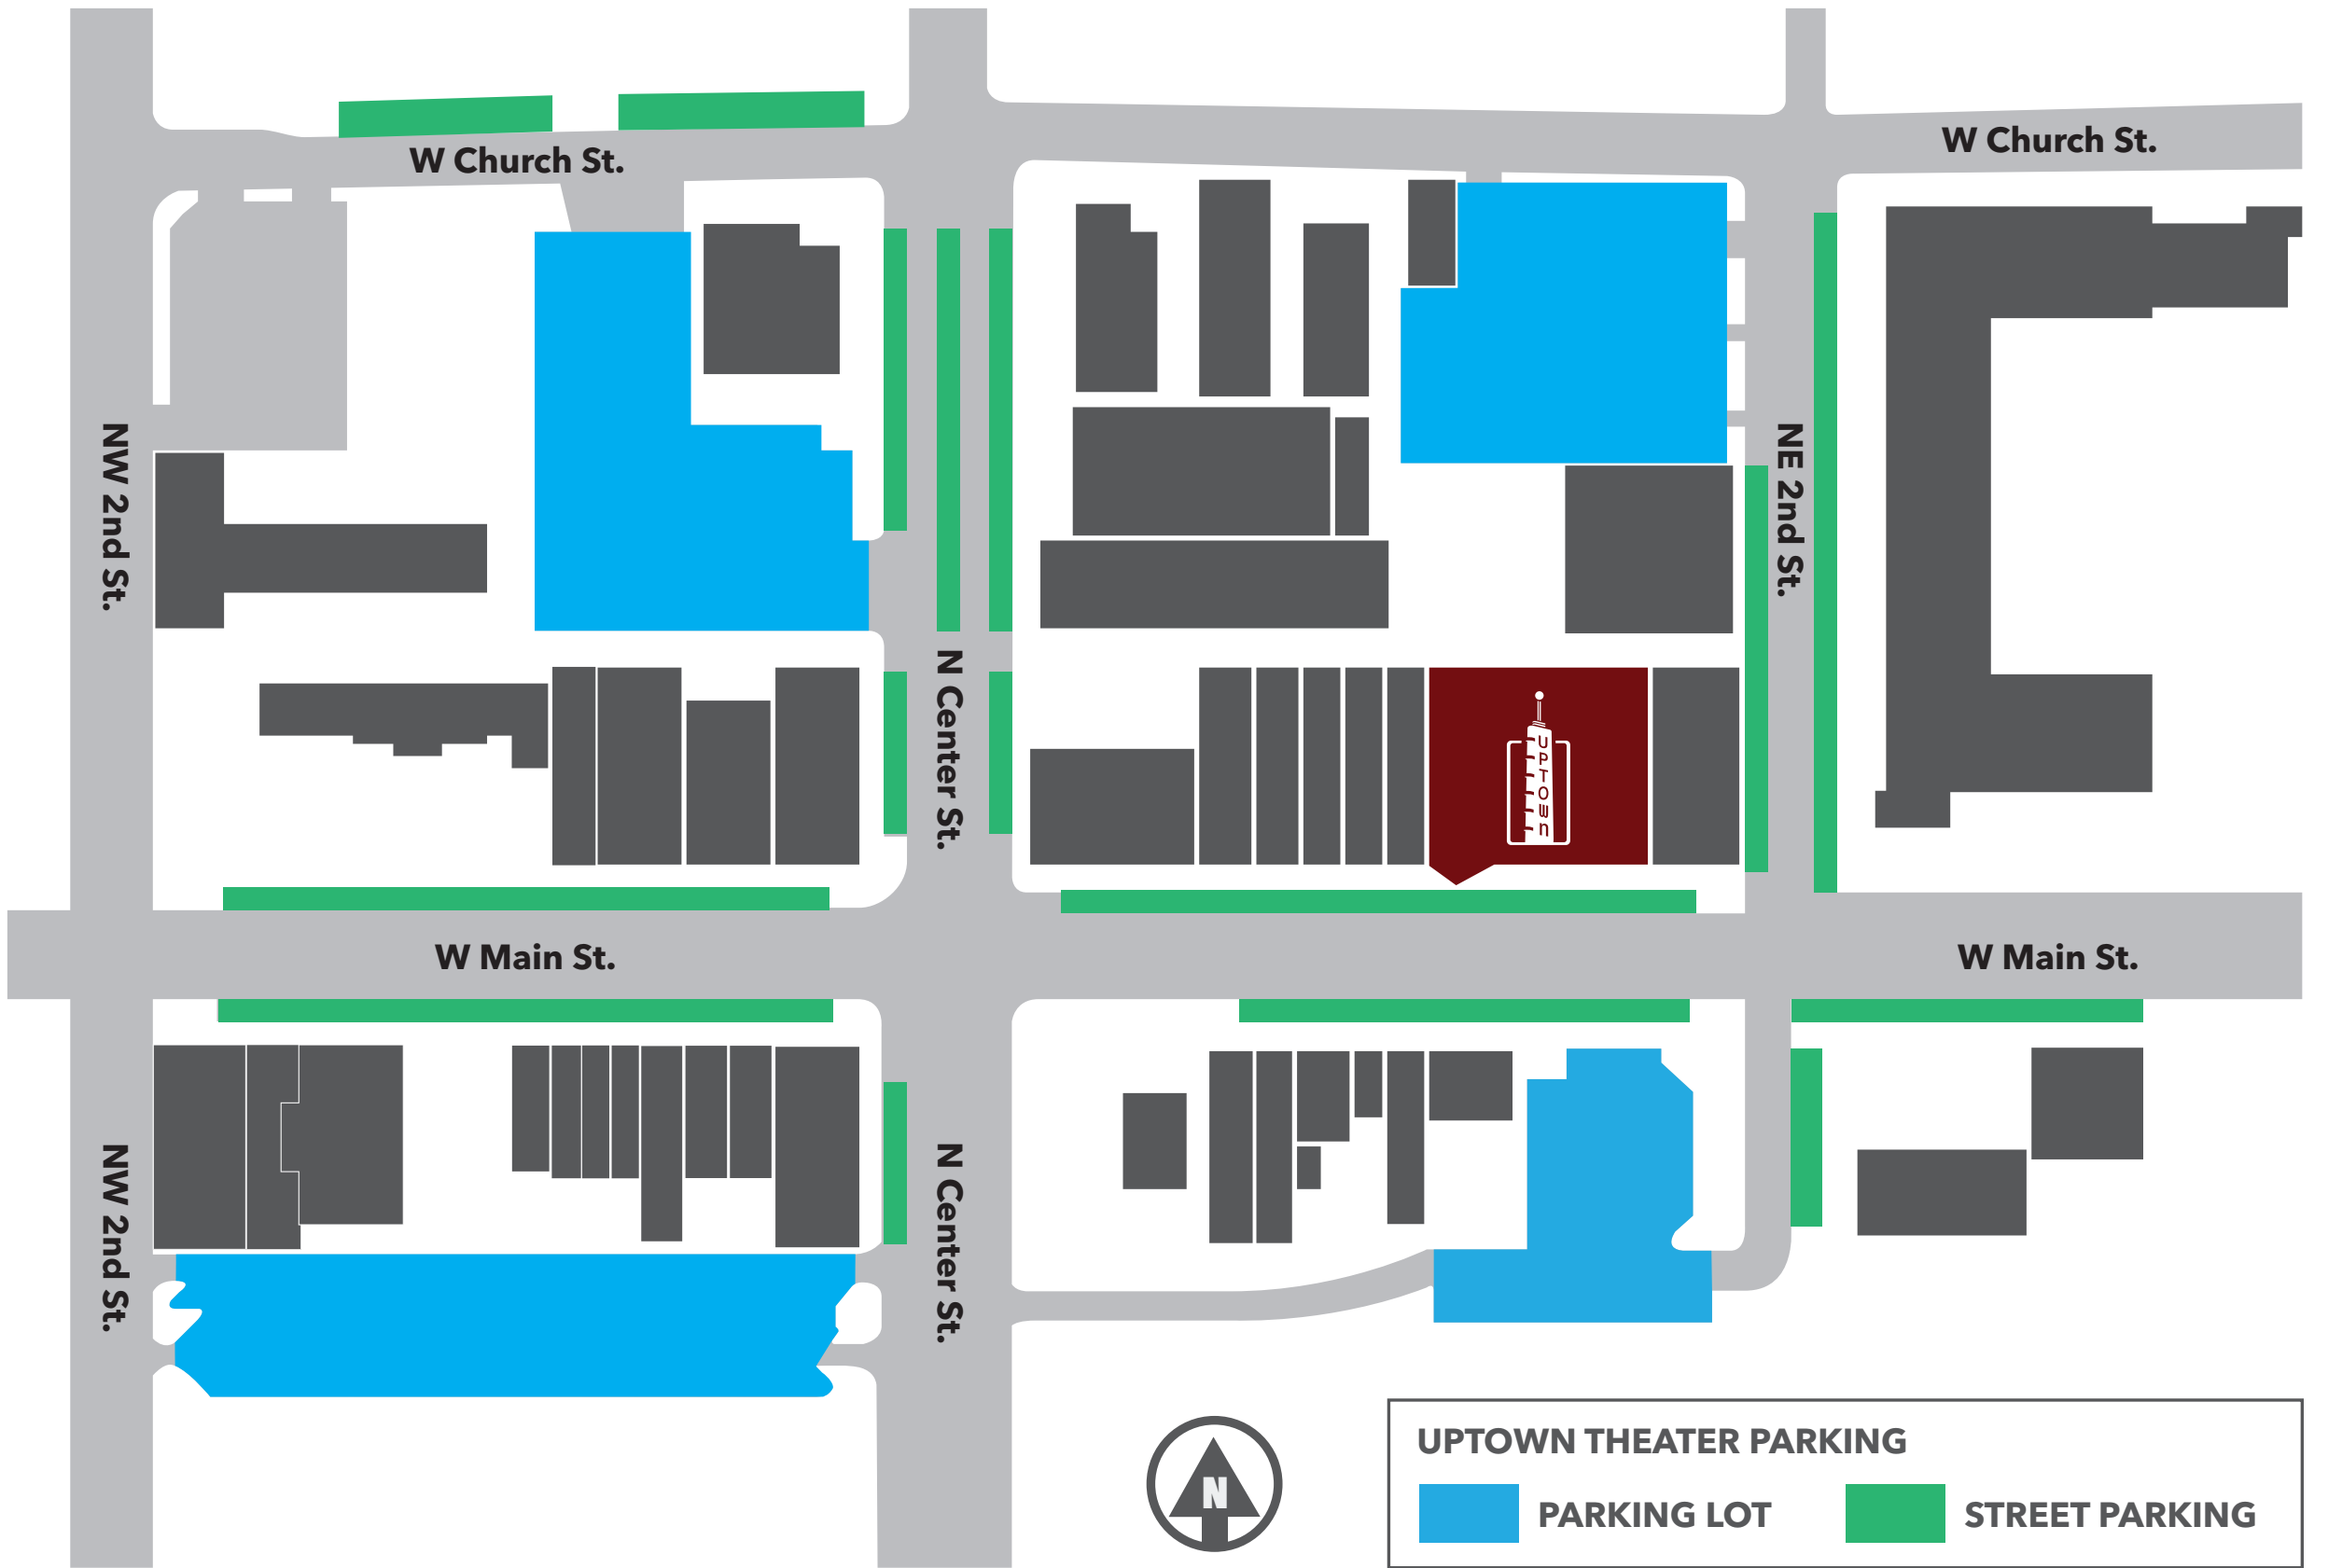 W Church St.
W Church St.
NW 2nd St.
NE 2nd St.
N Center St.
UPTOWN
W Main St.
W Main St.
NW 2nd St.
N Center St.
N
UPTOWN THEATER PARKING
PARKING LOT
STREET PARKING